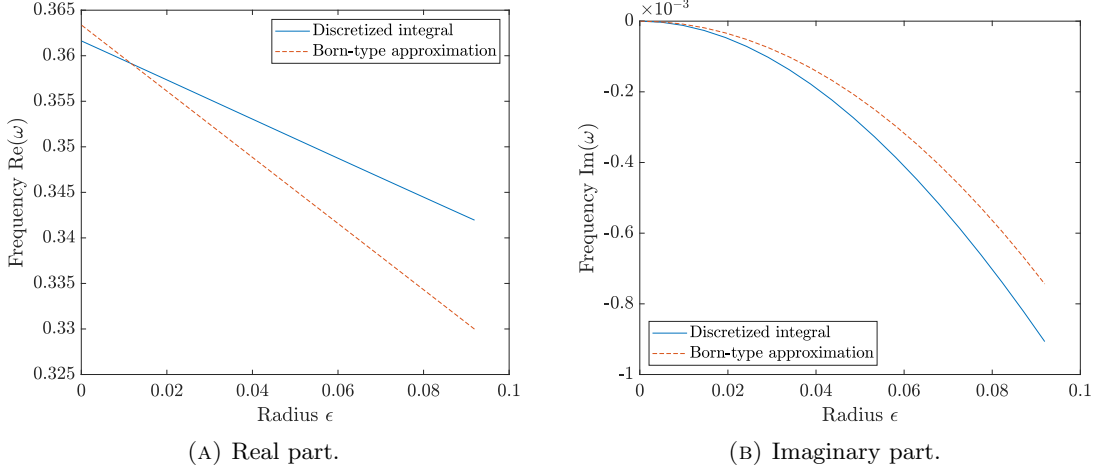 0.365
0.36
0.355
0.35
0.345
0.34
0.335
0.33
0.325
Frequency Re(ω)
Discretized integral
Born-type approximation
0 0.02 0.04 0.06 0.08 0.1
Radius ϵ
(A) Real part.
×10⁻³
0
-0.2
-0.4
-0.6
-0.8
-1
Frequency Im(ω)
Discretized integral
Born-type approximation
0 0.02 0.04 0.06 0.08 0.1
Radius ϵ
(B) Imaginary part.